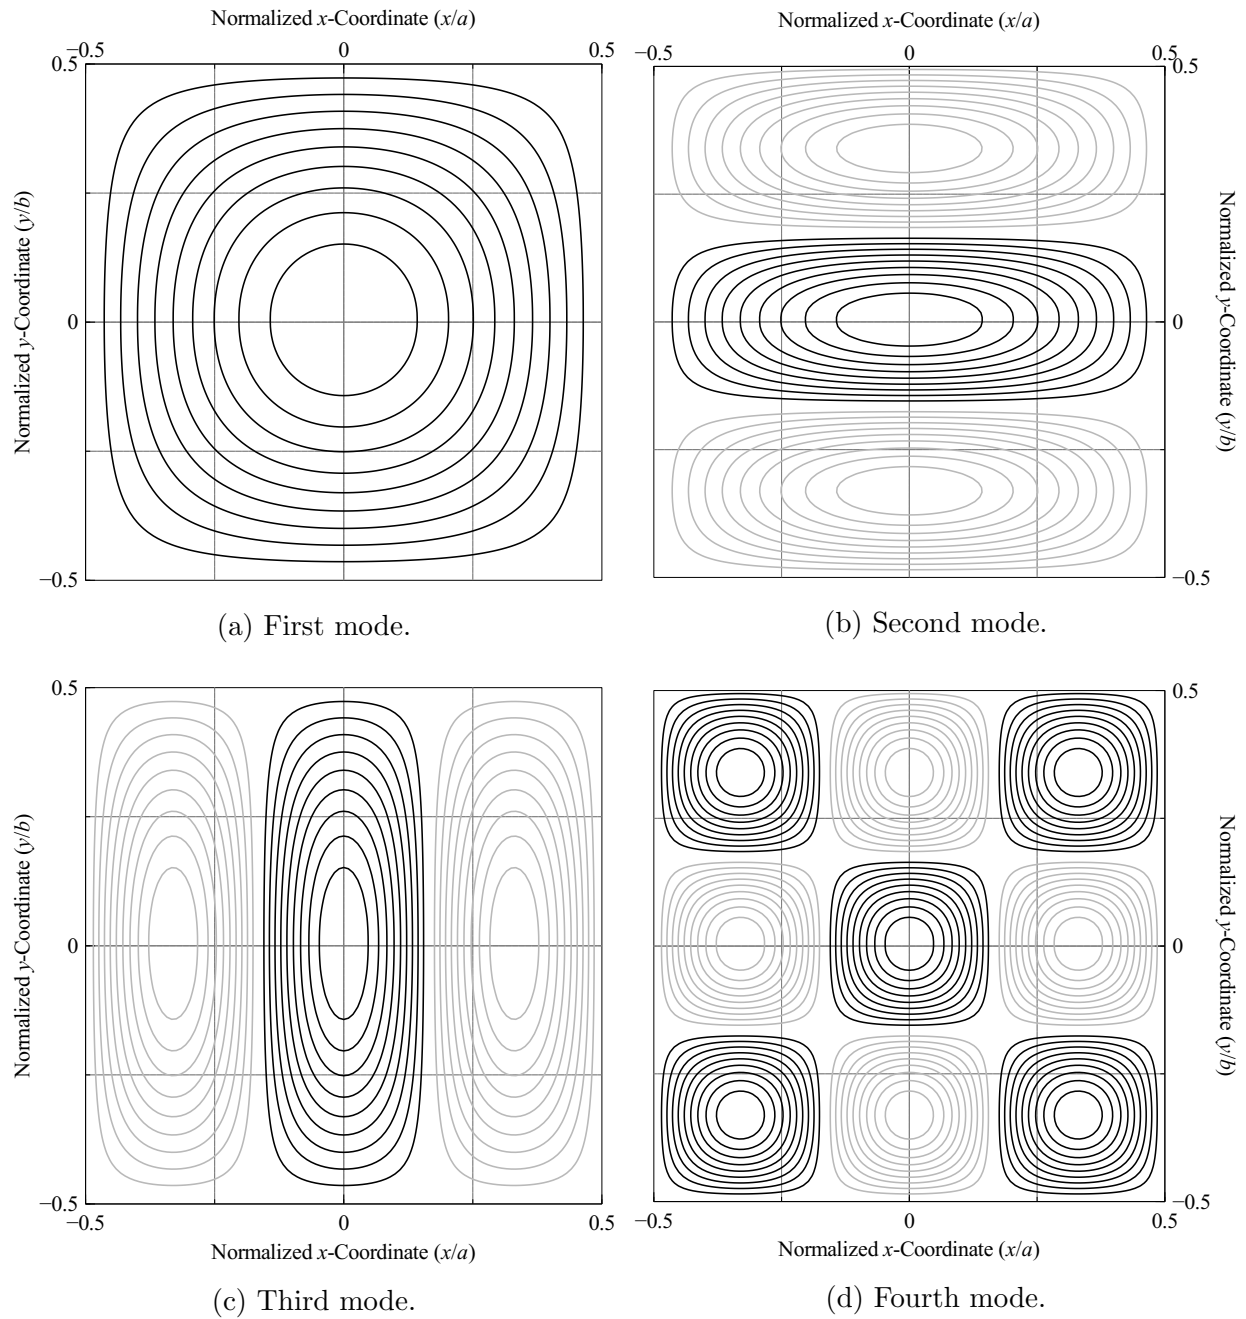 Normalized x-Coordinate (x/a)
Normalized x-Coordinate (x/a)
−0.5 0 0.5
−0.5 0 0.5
0.5
0.5
Normalized y-Coordinate (y/b)
Normalized y-Coordinate (y/b)
0
0
−0.5
−0.5
(a) First mode.
(b) Second mode.
0.5
0.5
Normalized y-Coordinate (y/b)
Normalized y-Coordinate (y/b)
0
0
−0.5
−0.5
−0.5 0 0.5
−0.5 0 0.5
Normalized x-Coordinate (x/a)
Normalized x-Coordinate (x/a)
(c) Third mode.
(d) Fourth mode.